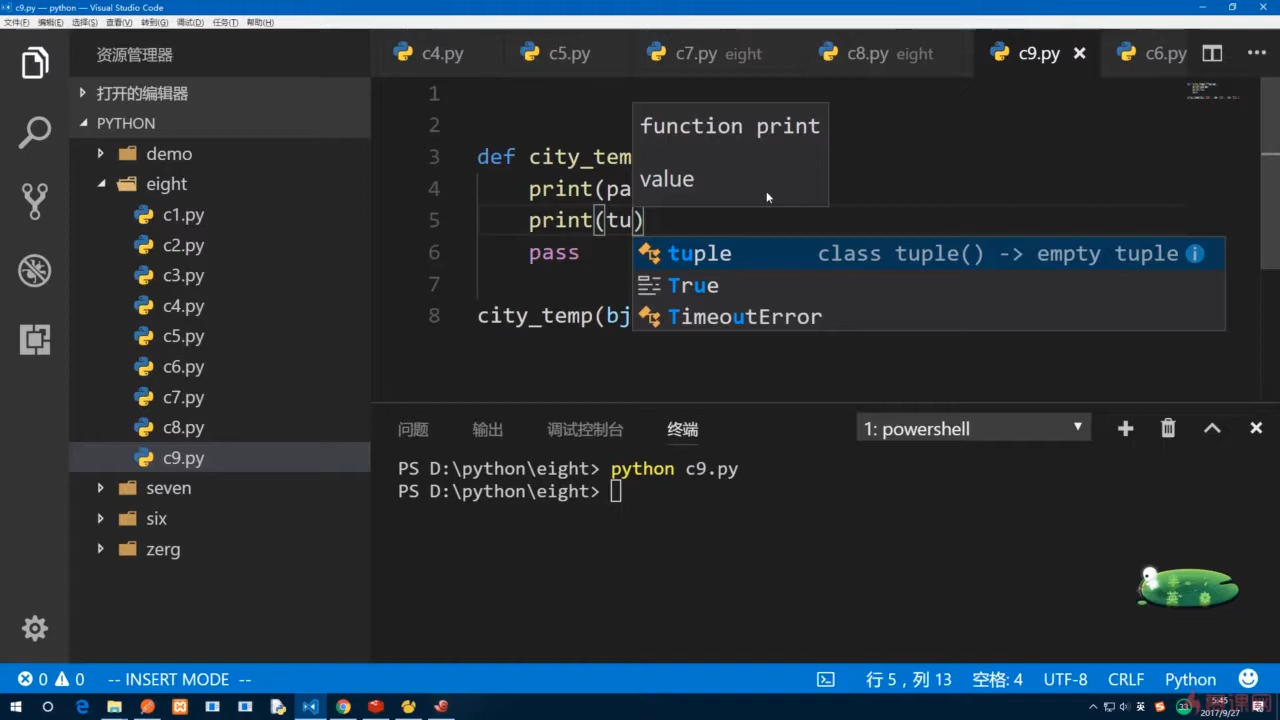 c9.py — python — Visual Studio Code
文件(F) 编辑(E) 选择(S) 查看(V) 转到(G) 调试(D) 任务(T) 帮助(H)
资源管理器
打开的编辑器
PYTHON
demo
eight
c1.py
c2.py
c3.py
c4.py
c5.py
c6.py
c7.py
c8.py
c9.py
seven
six
zerg
c4.py c5.py c7.py eight c8.py eight c9.py c6.py
1
2
3 def city_tem
4 print(pa
5 print(tu)
6 pass
7
8 city_temp(bj
function print
value
tuple class tuple() -> empty tuple
True
TimeoutError
问题 输出 调试控制台 终端 1: powershell
PS D:\python\eight> python c9.py
PS D:\python\eight>
0 0 -- INSERT MODE -- 行 5，列 13 空格: 4 UTF-8 CRLF Python
英 33 5:45
2017/9/27